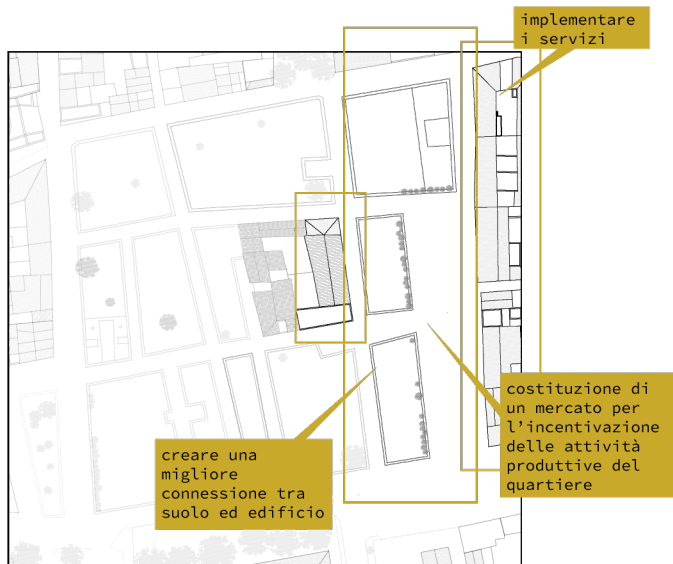 implementare
i servizi
costituzione di
un mercato per
l'incentivazione
delle attività
produttive del
quartiere
creare una
migliore
connessione tra
suolo ed edificio